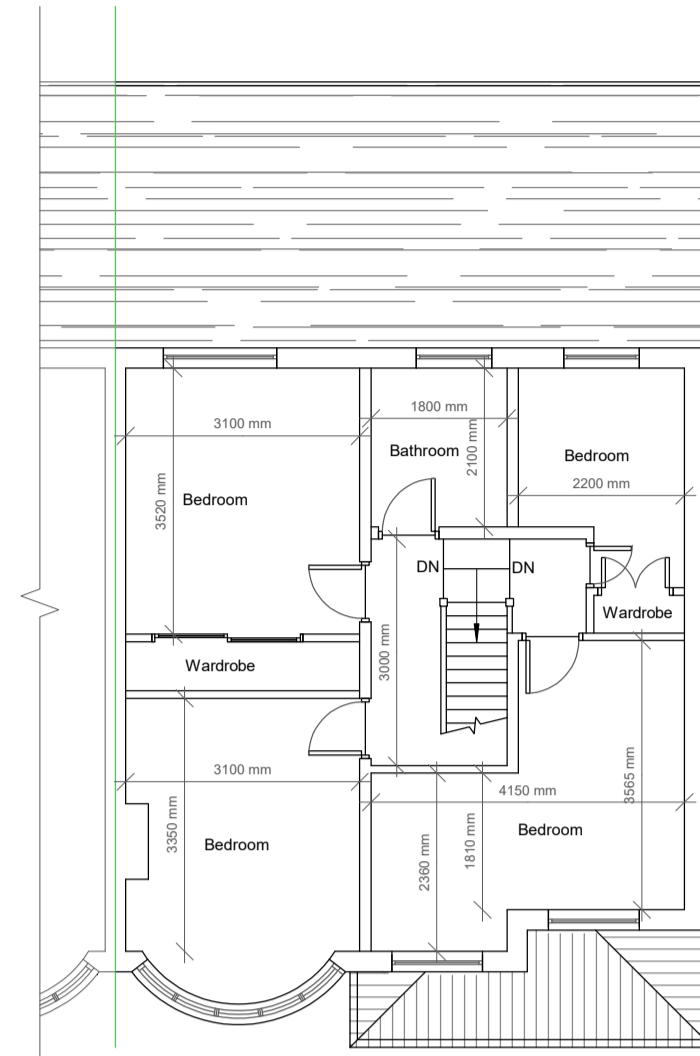 1800 mm
3100 mm
2100 mm
Bathroom
Bedroom
2200 mm
3520 mm
Bedroom
DN
DN
Wardrobe
3000 mm
Wardrobe
3100 mm
3565 mm
4150 mm
3350 mm
1810 mm
Bedroom
Bedroom
2360 mm